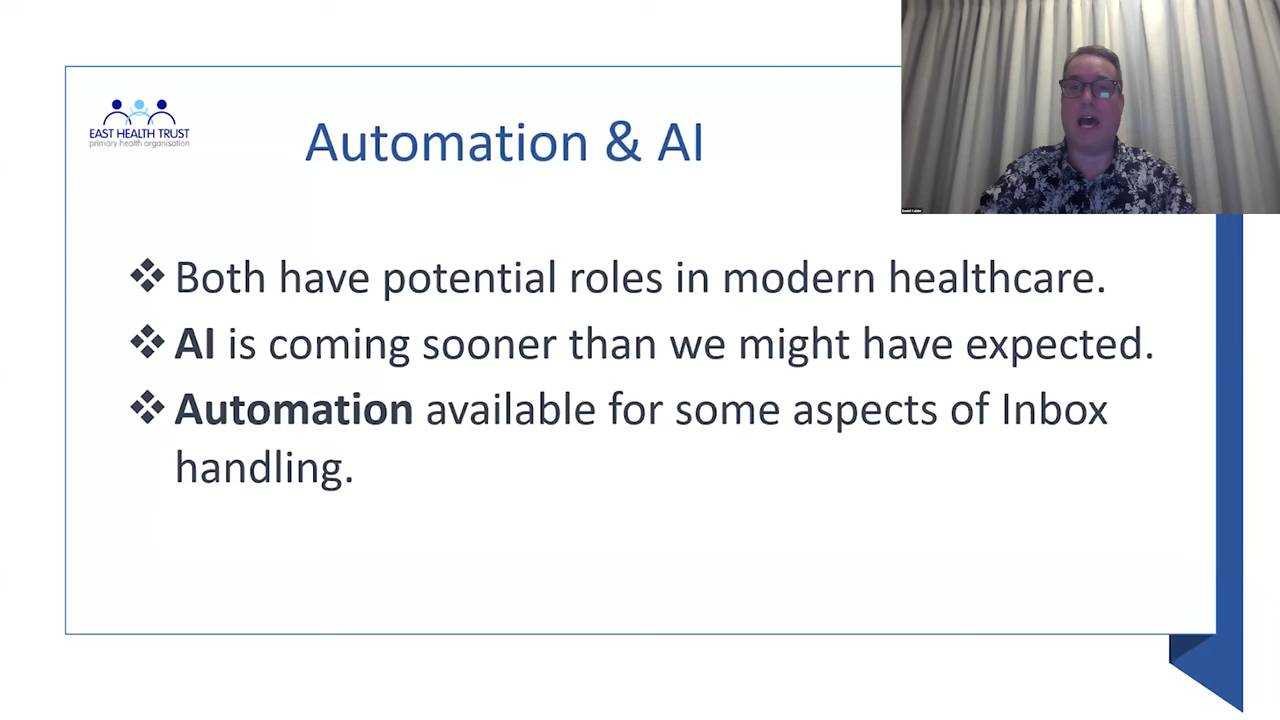 EAST HEALTH TRUST
primary health organisation
Automation & AI
❖ Both have potential roles in modern healthcare.
❖ AI is coming sooner than we might have expected.
❖ Automation available for some aspects of Inbox
handling.